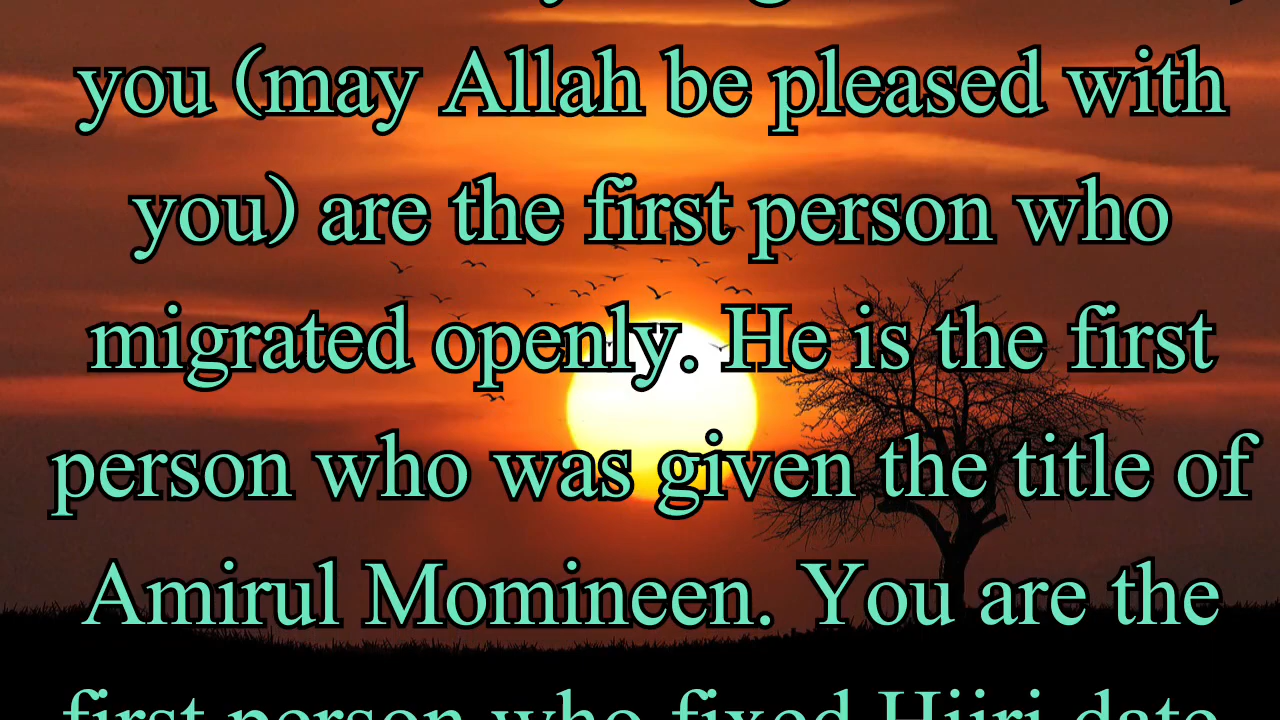 you (may Allah be pleased with
you) are the first person who
migrated openly. He is the first
person who was given the title of
Amirul Momineen. You are the
first person who fixed Hijri date